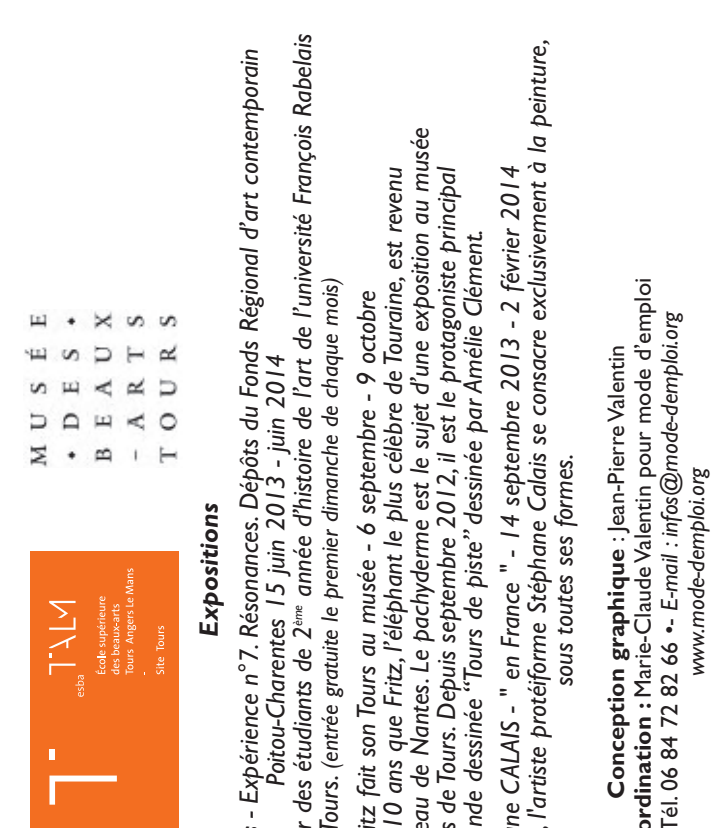 esba
TALM
École supérieure
des beaux-arts
Tours Angers Le Mans
-
Site Tours
MUSÉE
• DES •
BEAUX
– ARTS
TOURS
Expositions
: - Expérience n°7. Résonances. Dépôts du Fonds Régional d'art contemporain
Poitou-Charentes 15 juin 2013 - juin 2014
des étudiants de 2ème année d'histoire de l'art de l'université François Rabelais
Tours. (entrée gratuite le premier dimanche de chaque mois)
fait son Tours au musée - 6 septembre - 9 octobre
10 ans que Fritz, l'éléphant le plus célèbre de Touraine, est revenu
de Nantes. Le pachyderme est le sujet d'une exposition au musée
de Tours. Depuis septembre 2012, il est le protagoniste principal
dessinée “Tours de piste” dessinée par Amélie Clément.
CALAIS - " en France " - 14 septembre 2013 - 2 février 2014
, l'artiste protéiforme Stéphane Calais se consacre exclusivement à la peinture,
sous toutes ses formes.
Conception graphique : Jean-Pierre Valentin
Marie-Claude Valentin pour mode d'emploi
Tél. 06 84 72 82 66 •- E-mail : infos@mode-demploi.org
www.mode-demploi.org